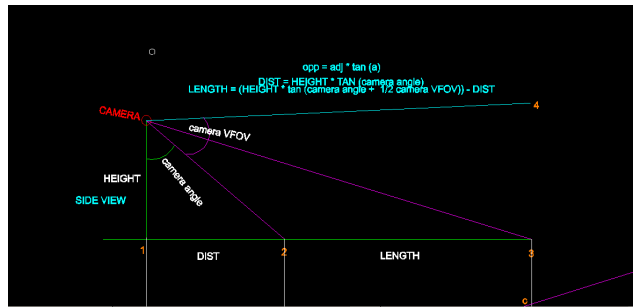 opp = adj * tan (a)
DIST = HEIGHT * TAN (camera angle)
LENGTH = (HEIGHT * tan (camera angle + 1/2 camera VFOV)) - DIST
4
CAMERA
camera VFOV
HEIGHT
camera angle
SIDE VIEW
1
2
3
DIST
LENGTH
c